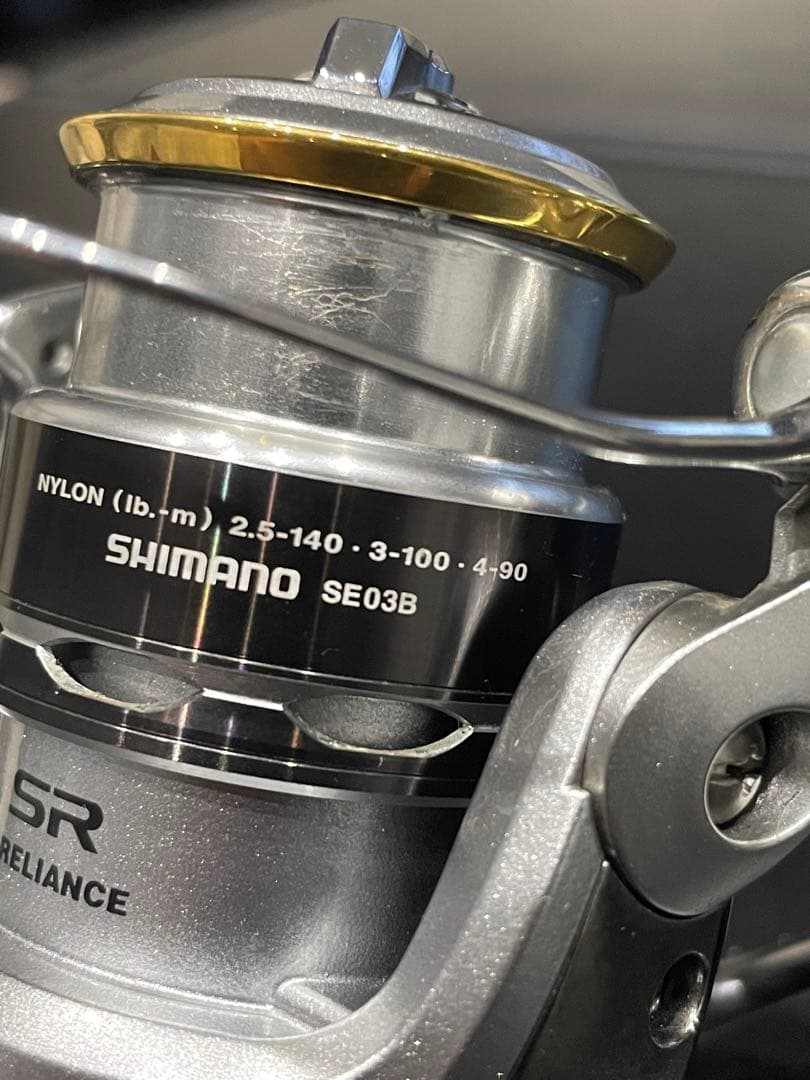 NYLON (lb.-m) 2.5-140・3-100・4-90
SHIMANO SE03B
SR
RELIANCE